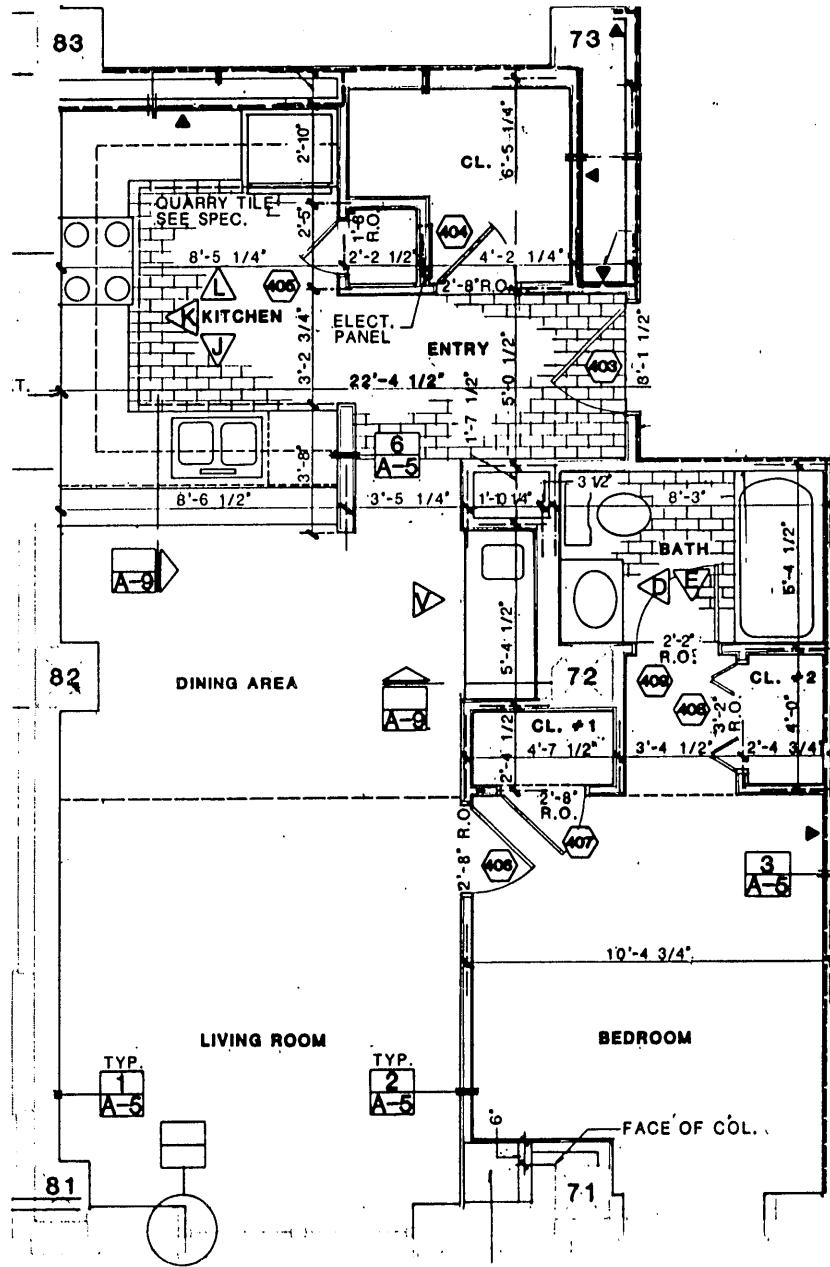 83
73
2'-10"
6'-5 1/4"
CL.
QUARRY TILE
SEE SPEC.
2'-5"
1'-6"
R.O.
404
8'-5 1/4"
2'-2 1/2"
4'-2 1/4"
2'-8" R.O.
L
405
K KITCHEN
J
ELECT.
PANEL
ENTRY
3'-2 3/4"
5'-0 1/2"
8'-1 1/2"
403
T.
22'-4 1/2"
1'-7 1/2"
6
A-5
3'-8"
8'-6 1/2"
3'-5 1/4"
3 1/2"
8'-3"
BATH
5'-4 1/2"
A-9
V
D
E
5'-4 1/2"
2'-2"
R.O.
82
DINING AREA
72
409
CL. #2
A-9
408
3'-2"
R.O.
4'-0"
CL. #1
2'-4 1/2"
4'-7 1/2"
3'-4 1/2"
2'-4 3/4"
2'-8"
R.O.
2'-8" R.O.
407
406
3
A-5
10'-4 3/4"
LIVING ROOM
BEDROOM
TYP.
1
A-5
TYP.
2
A-5
6"
FACE OF COL.
81
71